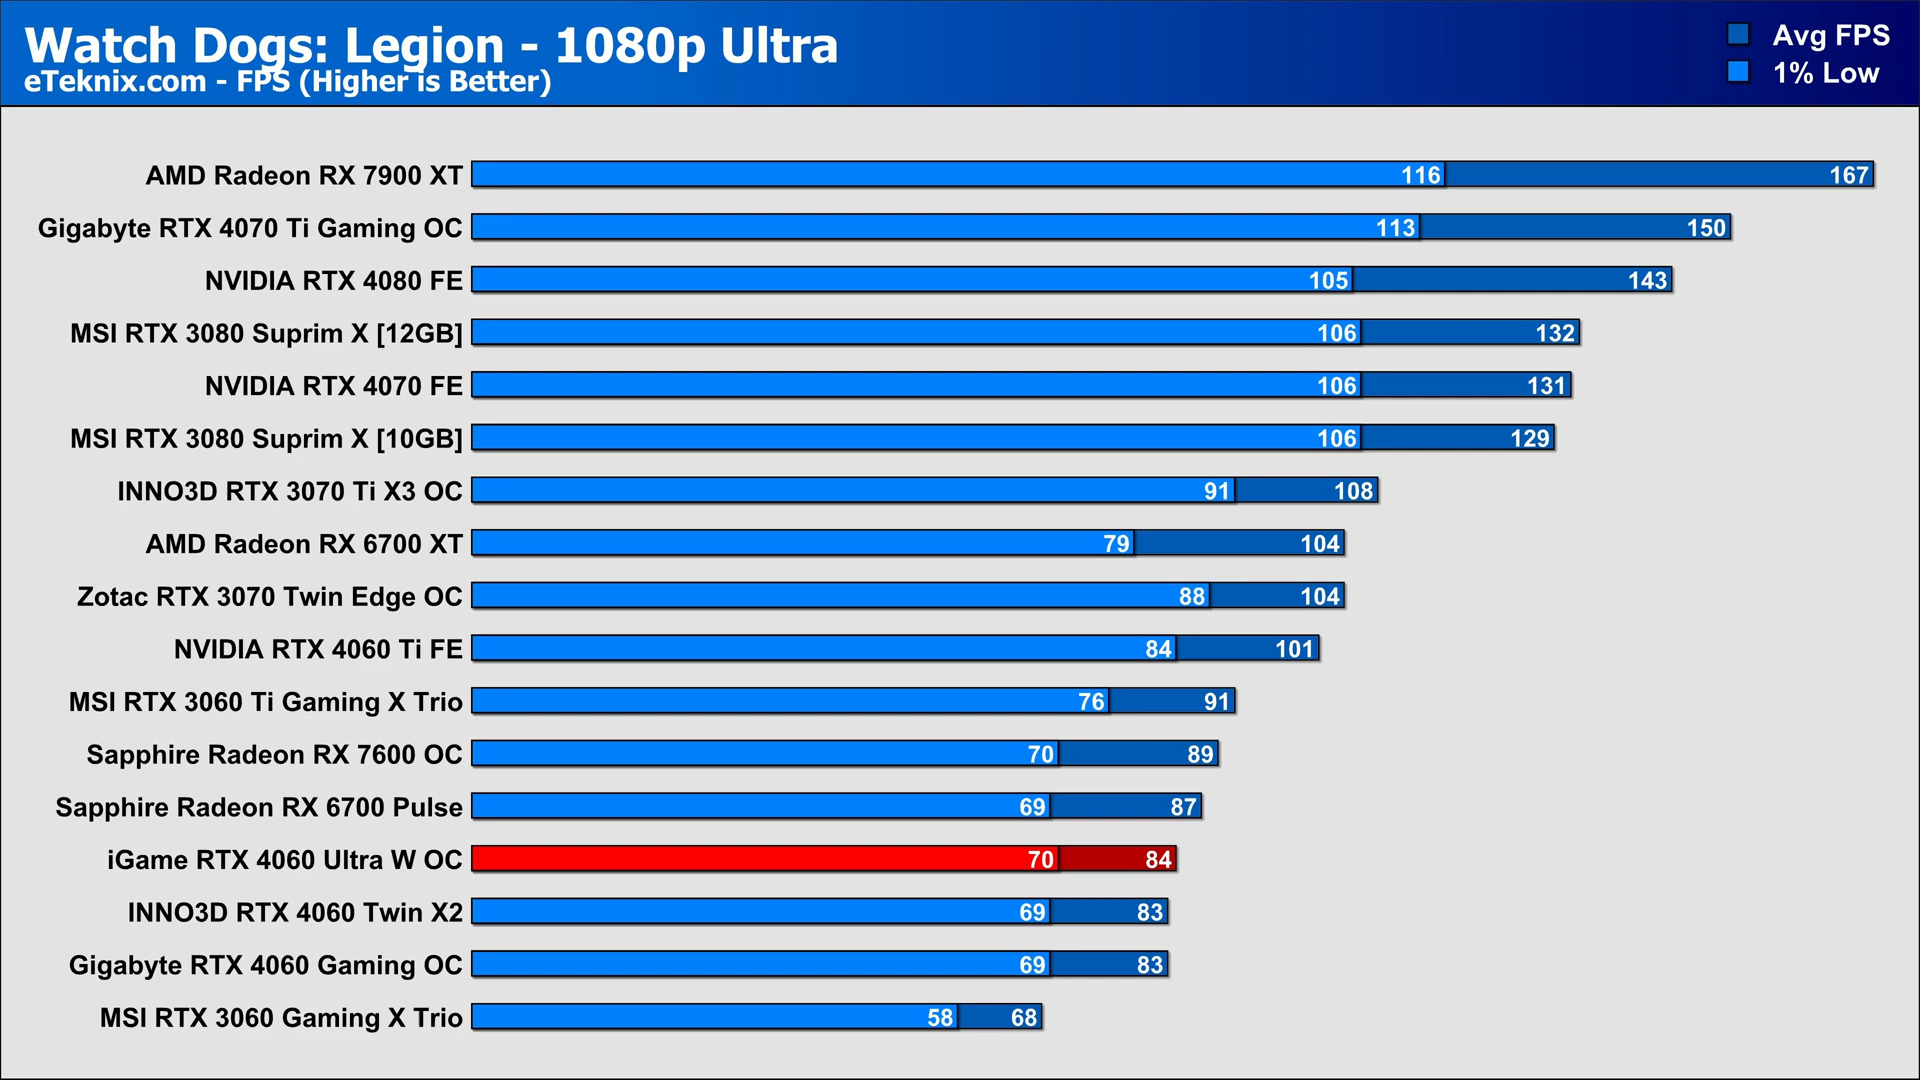 Watch Dogs: Legion - 1080p Ultra
eTeknix.com - FPS (Higher is Better)
Avg FPS
1% Low
AMD Radeon RX 7900 XT 116 167
Gigabyte RTX 4070 Ti Gaming OC 113 150
NVIDIA RTX 4080 FE 105 143
MSI RTX 3080 Suprim X [12GB] 106 132
NVIDIA RTX 4070 FE 106 131
MSI RTX 3080 Suprim X [10GB] 106 129
INNO3D RTX 3070 Ti X3 OC 91 108
AMD Radeon RX 6700 XT 79 104
Zotac RTX 3070 Twin Edge OC 88 104
NVIDIA RTX 4060 Ti FE 84 101
MSI RTX 3060 Ti Gaming X Trio 76 91
Sapphire Radeon RX 7600 OC 70 89
Sapphire Radeon RX 6700 Pulse 69 87
iGame RTX 4060 Ultra W OC 70 84
INNO3D RTX 4060 Twin X2 69 83
Gigabyte RTX 4060 Gaming OC 69 83
MSI RTX 3060 Gaming X Trio 58 68